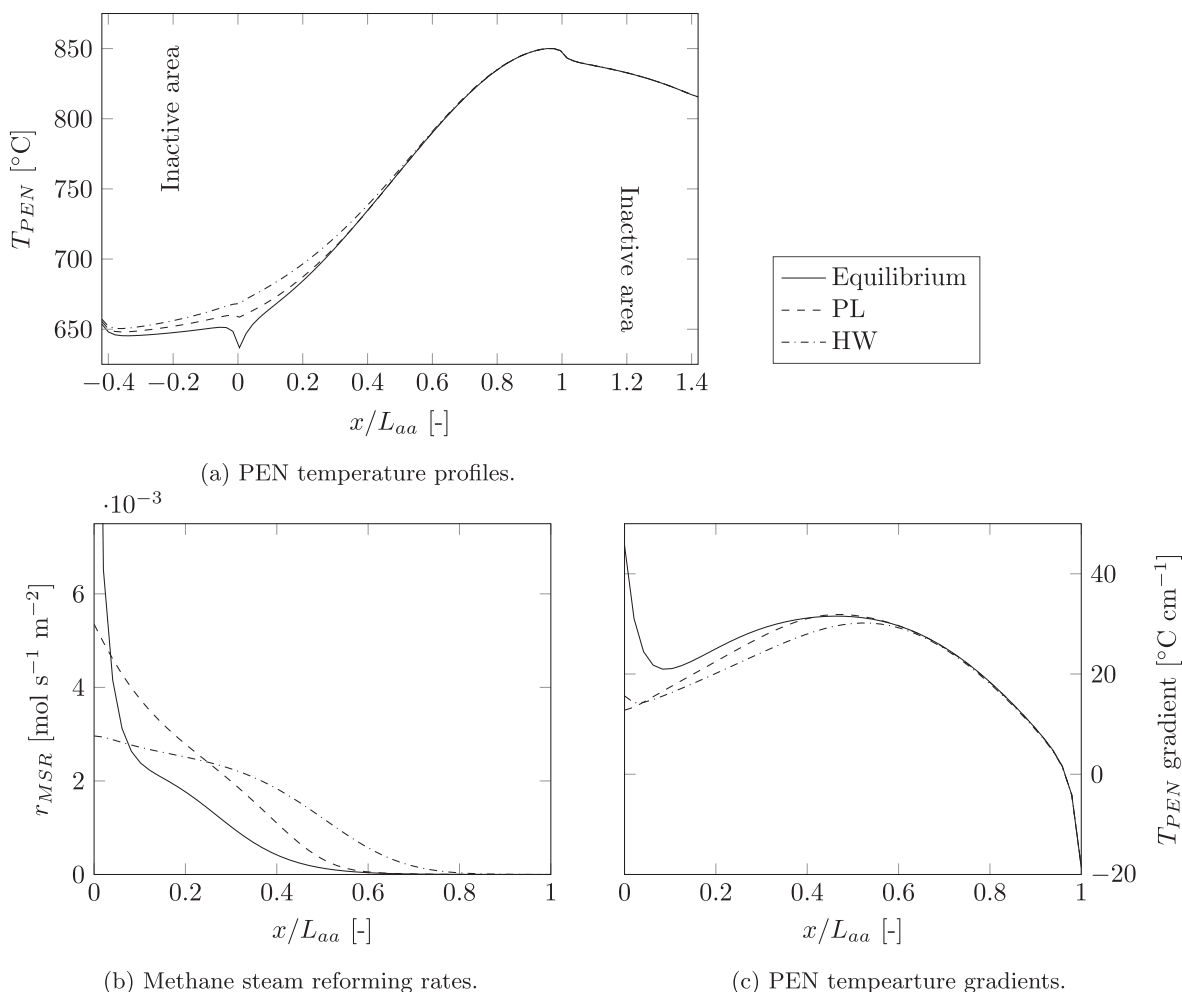 850
800
750
700
650
T_PEN [°C]
Inactive area
Inactive area
−0.4 −0.2 0 0.2 0.4 0.6 0.8 1 1.2 1.4
x/L_aa [-]
Equilibrium
PL
HW
(a) PEN temperature profiles.
·10⁻³
6
4
2
0
r_MSR [mol s⁻¹ m⁻²]
0 0.2 0.4 0.6 0.8 1
x/L_aa [-]
(b) Methane steam reforming rates.
40
20
0
−20
T_PEN gradient [°C cm⁻¹]
0 0.2 0.4 0.6 0.8 1
x/L_aa [-]
(c) PEN tempearture gradients.